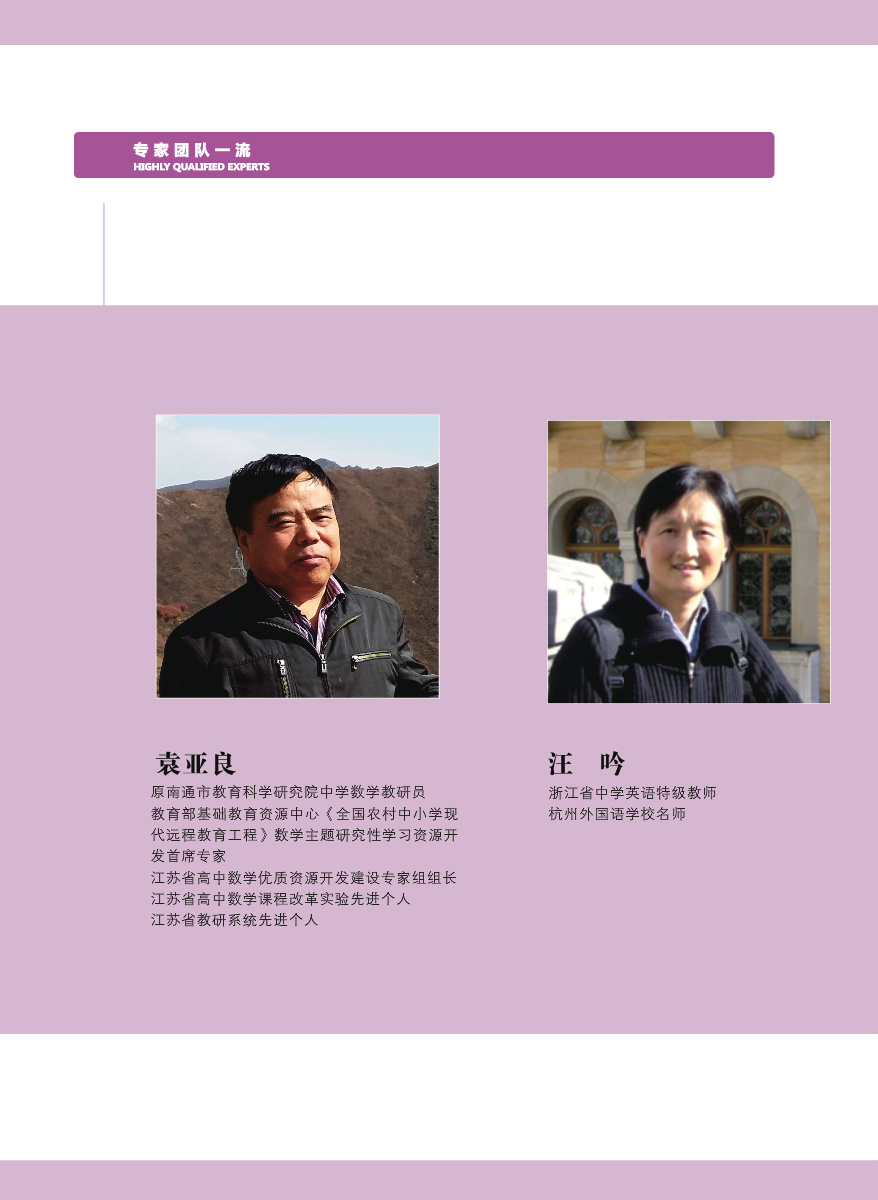 专家团队一流
HIGHLY QUALIFIED EXPERTS
袁亚良
原南通市教育科学研究院中学数学教研员
教育部基础教育资源中心《全国农村中小学现
代远程教育工程》数学主题研究性学习资源开
发首席专家
江苏省高中数学优质资源开发建设专家组组长
江苏省高中数学课程改革实验先进个人
江苏省教研系统先进个人
汪 吟
浙江省中学英语特级教师
杭州外国语学校名师